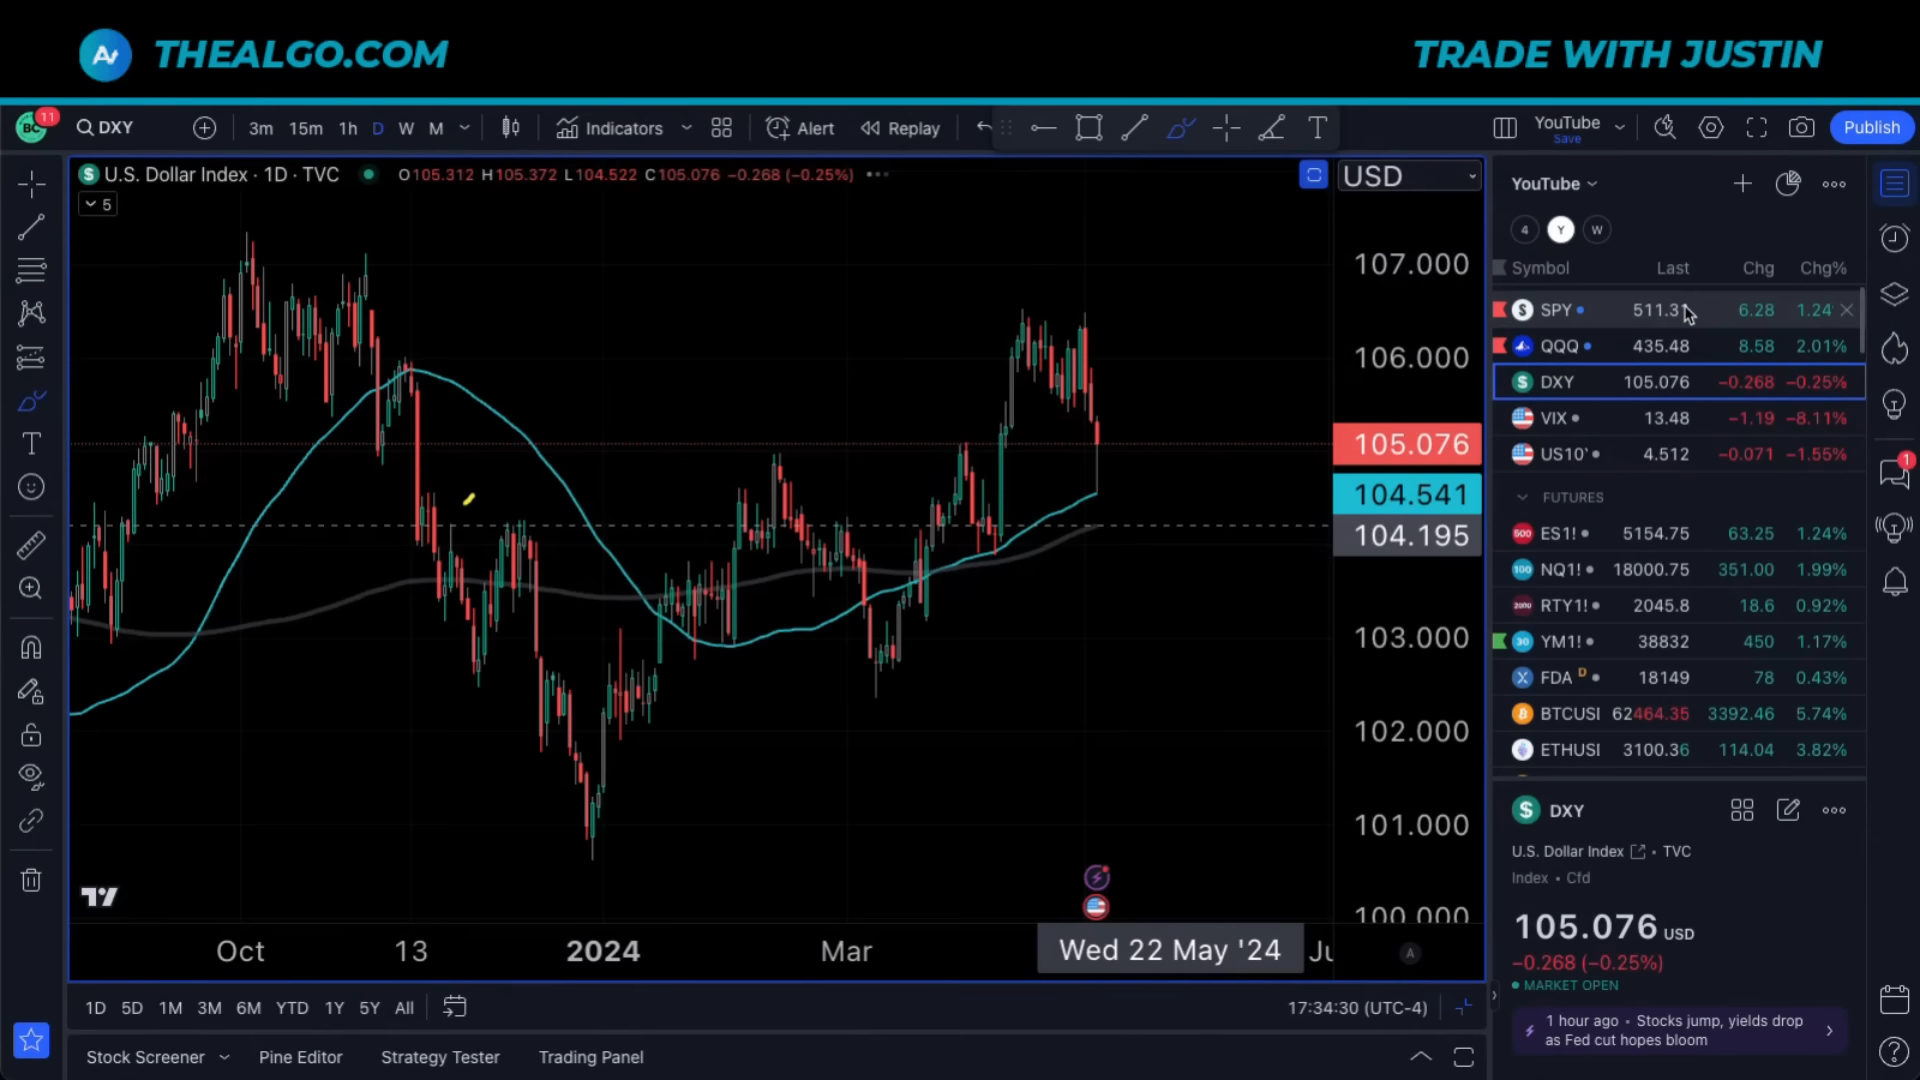 THEALGO.COM
TRADE WITH JUSTIN
BC 11 DXY 3m 15m 1h D W M Indicators Alert Replay T YouTube Save Publish
U.S. Dollar Index · 1D · TVC O105.312 H105.372 L104.522 C105.076 −0.268 (−0.25%) USD
5
107.000
106.000
105.076
104.541
104.195
103.000
102.000
101.000
100.000
Oct 13 2024 Mar Wed 22 May '24 A
1D 5D 1M 3M 6M YTD 1Y 5Y All 17:34:30 (UTC-4)
Stock Screener Pine Editor Strategy Tester Trading Panel
YouTube
4 Y W
Symbol Last Chg Chg%
SPY 511.31 6.28 1.24
QQQ 435.48 8.58 2.01%
DXY 105.076 −0.268 −0.25%
VIX 13.48 −1.19 −8.11%
US10Y 4.512 −0.071 −1.55%
FUTURES
ES1! 5154.75 63.25 1.24%
NQ1! 18000.75 351.00 1.99%
RTY1! 2045.8 18.6 0.92%
YM1! 38832 450 1.17%
FDA D 18149 78 0.43%
BTCUSI 62464.35 3392.46 5.74%
ETHUSI 3100.36 114.04 3.82%
DXY
U.S. Dollar Index • TVC
Index • Cfd
105.076 USD
−0.268 (−0.25%)
MARKET OPEN
1 hour ago • Stocks jump, yields drop
as Fed cut hopes bloom
1